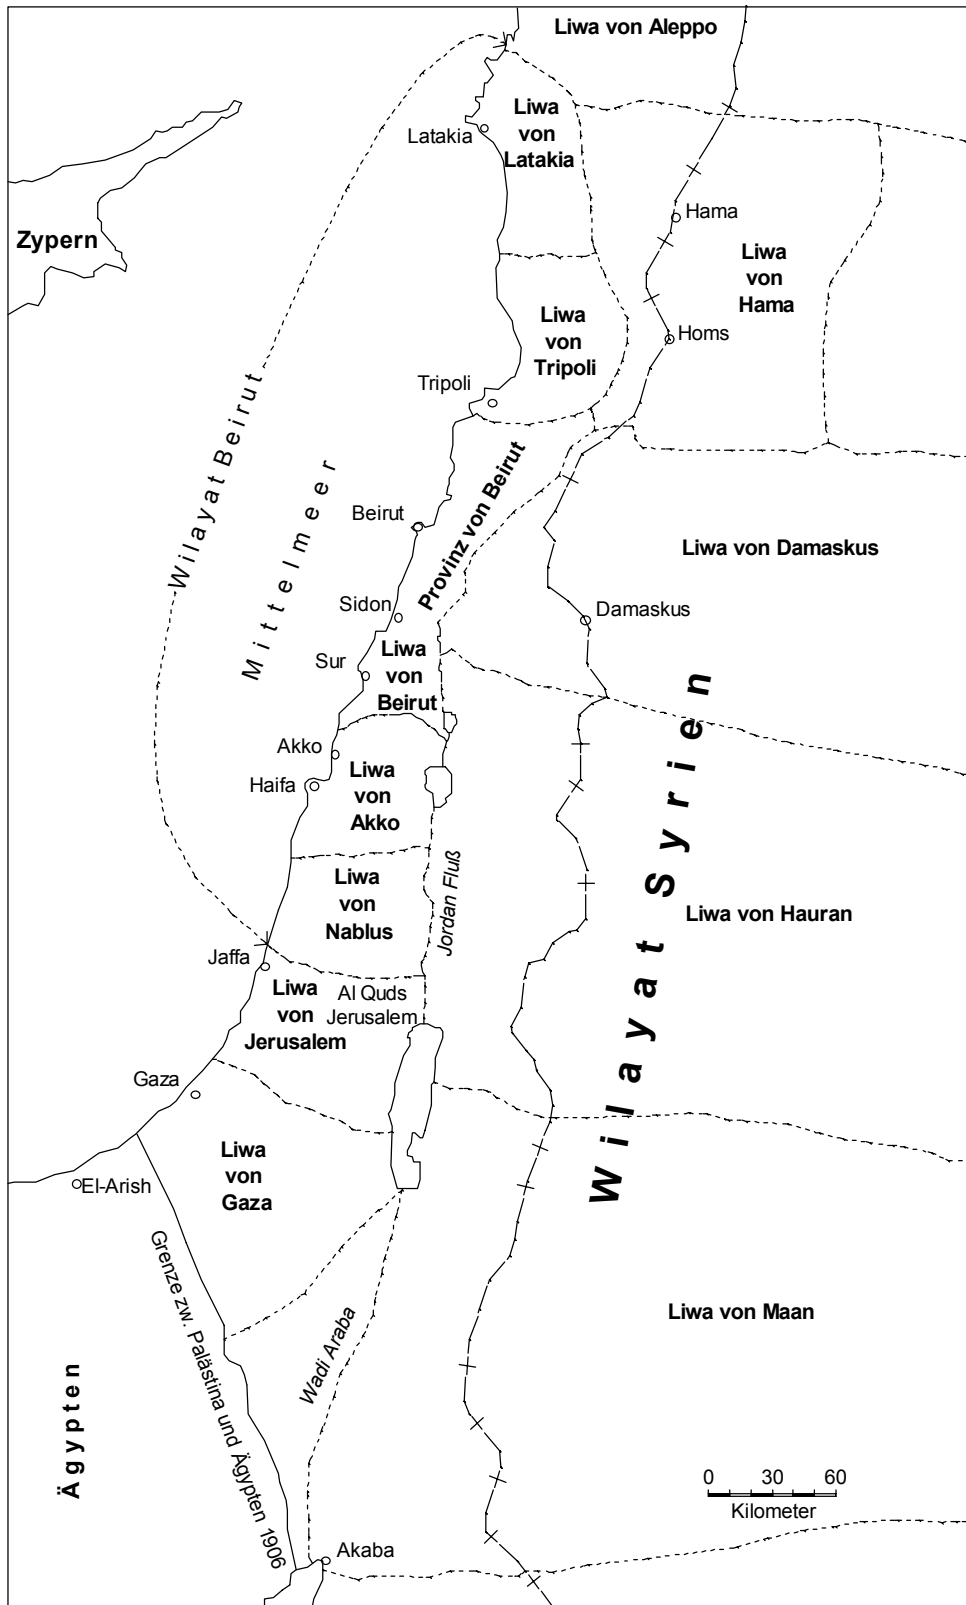 Liwa von Aleppo
Liwa
von
Latakia
Latakia
Hama
Zypern
Liwa
von
Hama
Liwa
von
Tripoli
Homs
Tripoli
Wilayat Beirut
Mittelmeer
Beirut
Provinz von Beirut
Liwa von Damaskus
Sidon
Damaskus
Liwa
von
Beirut
Sur
Akko
Haifa
Liwa
von
Akko
Wilayat Syrien
Jordan Fluß
Liwa
von
Nablus
Liwa von Hauran
Jaffa
Liwa
von
Jerusalem
Al Quds
Jerusalem
Gaza
Liwa
von
Gaza
El-Arish
Grenze zw. Palästina und Ägypten 1906
Wadi Araba
Liwa von Maan
Ägypten
0 30 60
Kilometer
Akaba